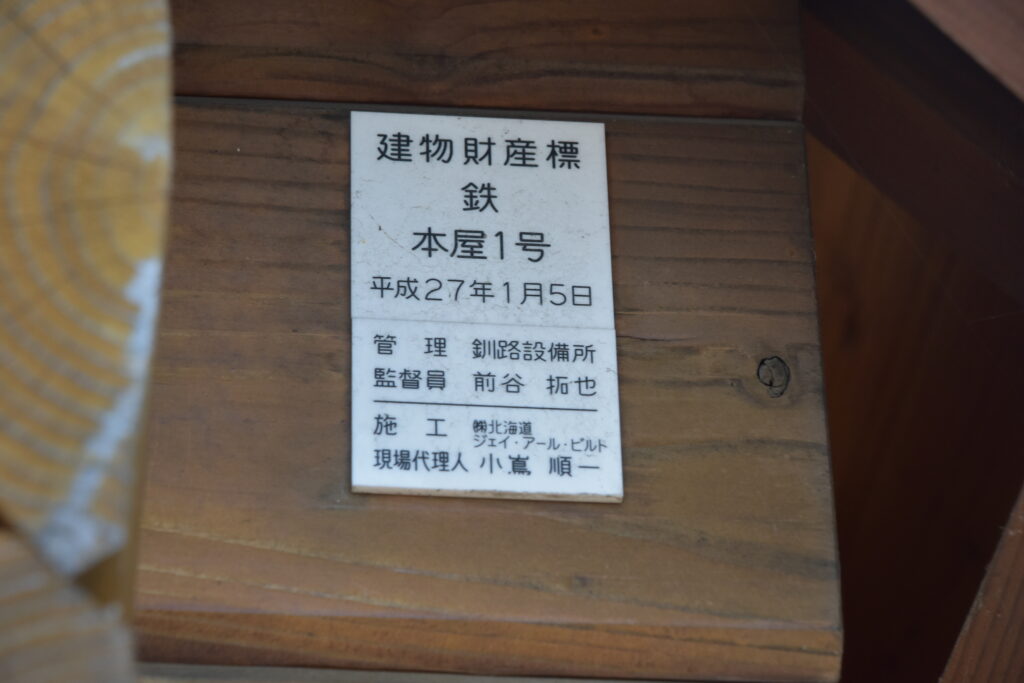 建物財産標
鉄
本屋1号
平成27年1月5日
管理 釧路設備所
監督員 前谷 拓也
施工 ㈱北海道
ジェイ・アール・ビルト
現場代理人 小嶌 順一